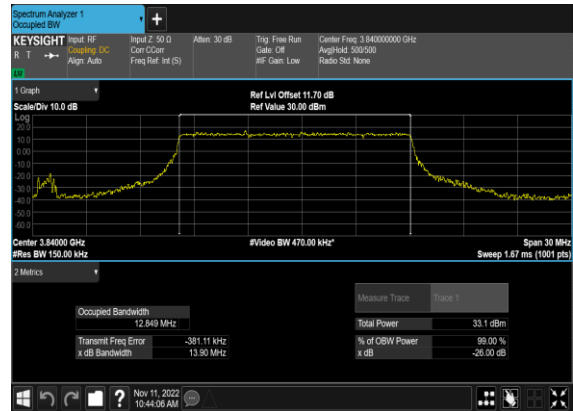 Spectrum Analyzer 1
Occupied BW
+
KEYSIGHT Input: RF Input Z: 50 Ω Atten: 30 dB Trig: Free Run Center Freq: 3.840000000 GHz
R T Coupling: DC Corr CCorr Gate: Off Avg|Hold: 500/500
Align: Auto Freq Ref: Int (S) #IF Gain: Low Radio Std: None
1 Graph
Ref Lvl Offset 11.70 dB
Scale/Div 10.0 dB Ref Value 30.00 dBm
Log
20.0
10.0
0.00
-10.0
-20.0
-30.0
-40.0
-50.0
-60.0
Center 3.84000 GHz #Video BW 470.00 kHz* Span 30 MHz
#Res BW 150.00 kHz Sweep 1.67 ms (1001 pts)
2 Metrics
Measure Trace Trace 1
Occupied Bandwidth
12.849 MHz Total Power 33.1 dBm
Transmit Freq Error -381.11 kHz % of OBW Power 99.00 %
x dB Bandwidth 13.90 MHz x dB -26.00 dB
? Nov 11, 2022
10:44:06 AM